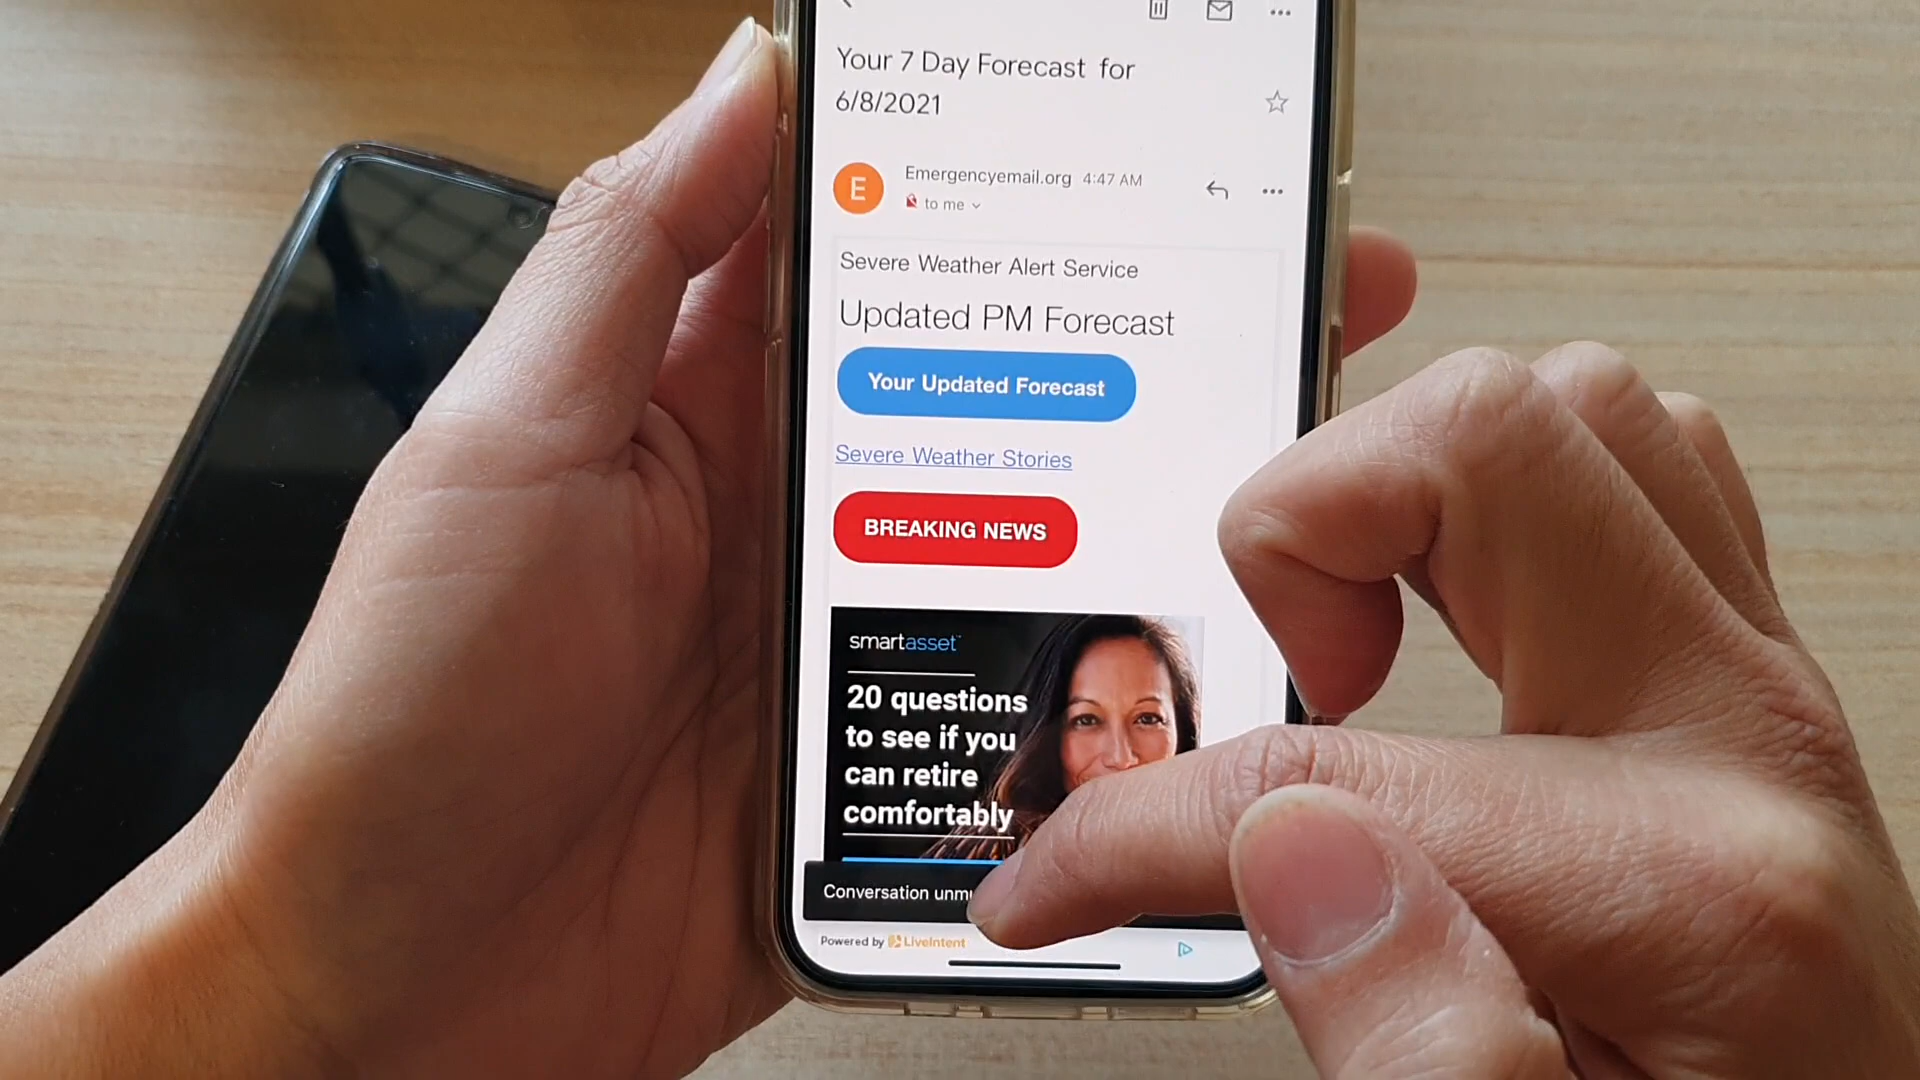 Your 7 Day Forecast for
6/8/2021
E
Emergencyemail.org 4:47 AM
to me
Severe Weather Alert Service
Updated PM Forecast
Your Updated Forecast
Severe Weather Stories
BREAKING NEWS
smartasset
20 questions
to see if you
can retire
comfortably
Conversation
Powered by LiveIntent